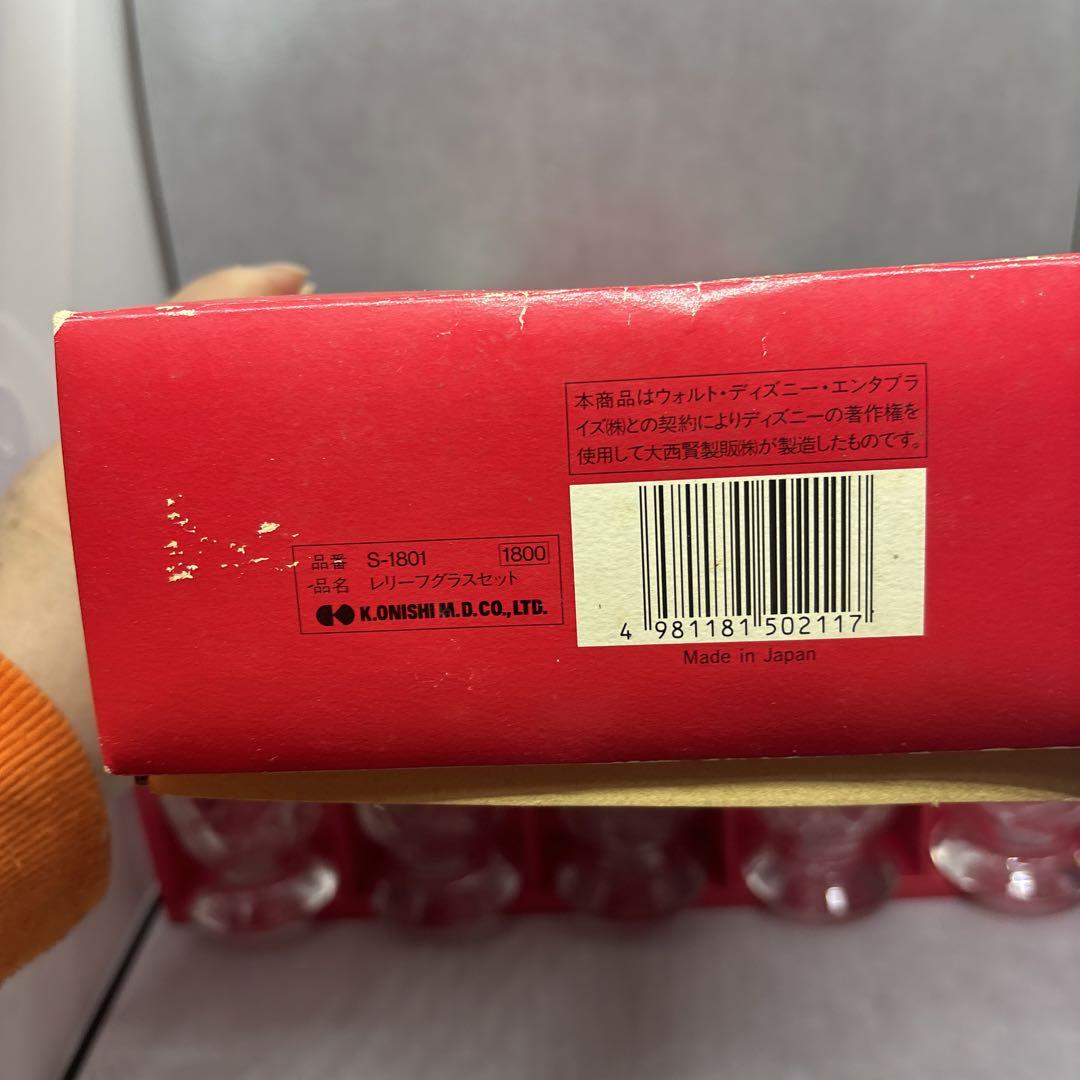 本商品はウォルト・ディズニー・エンタプラ
イズ㈱との契約によりディズニーの著作権を
使用して大西賢製販㈱が製造したものです。
品番 S-1801 1800
品名 レリーフグラスセット
K.ONISHI M.D.CO.,LTD.
4 981181 502117
Made in Japan